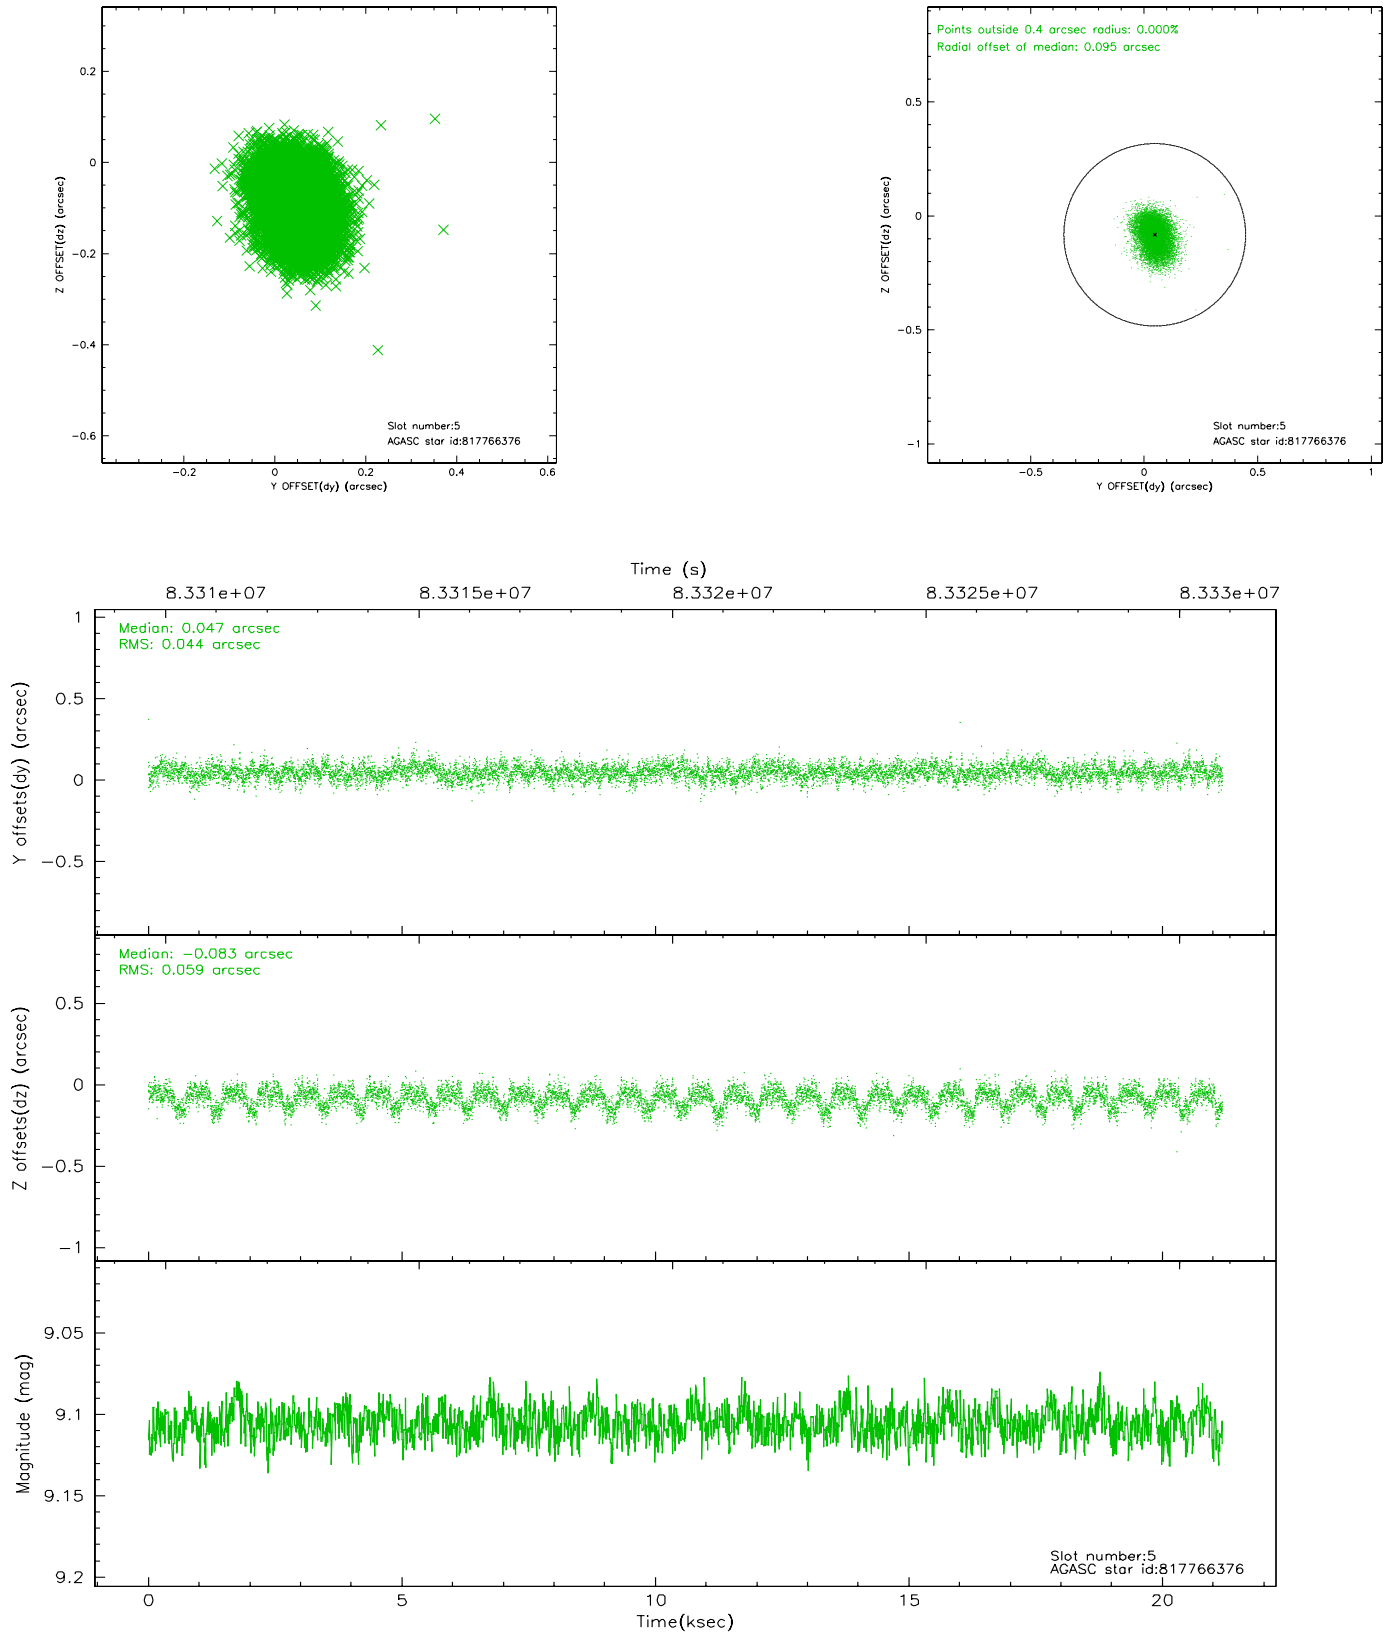 0.2
0
−0.2
−0.4
−0.6
Z OFFSET(dz) (arcsec)
Slot number:5
AGASC star id:817766376
−0.2 0 0.2 0.4 0.6
Y OFFSET(dy) (arcsec)
Points outside 0.4 arcsec radius: 0.000%
Radial offset of median: 0.095 arcsec
0.5
0
−0.5
−1
Z OFFSET(dz) (arcsec)
Slot number:5
AGASC star id:817766376
−0.5 0 0.5 1
Y OFFSET(dy) (arcsec)
Time (s)
8.331e+07 8.3315e+07 8.332e+07 8.3325e+07 8.333e+07
Median: 0.047 arcsec
RMS: 0.044 arcsec
1
0.5
0
−0.5
Y offsets(dy) (arcsec)
Median: −0.083 arcsec
RMS: 0.059 arcsec
0.5
0
−0.5
−1
Z offsets(dz) (arcsec)
9.05
9.1
9.15
9.2
Magnitude (mag)
Slot number:5
AGASC star id:817766376
0 5 10 15 20
Time(ksec)